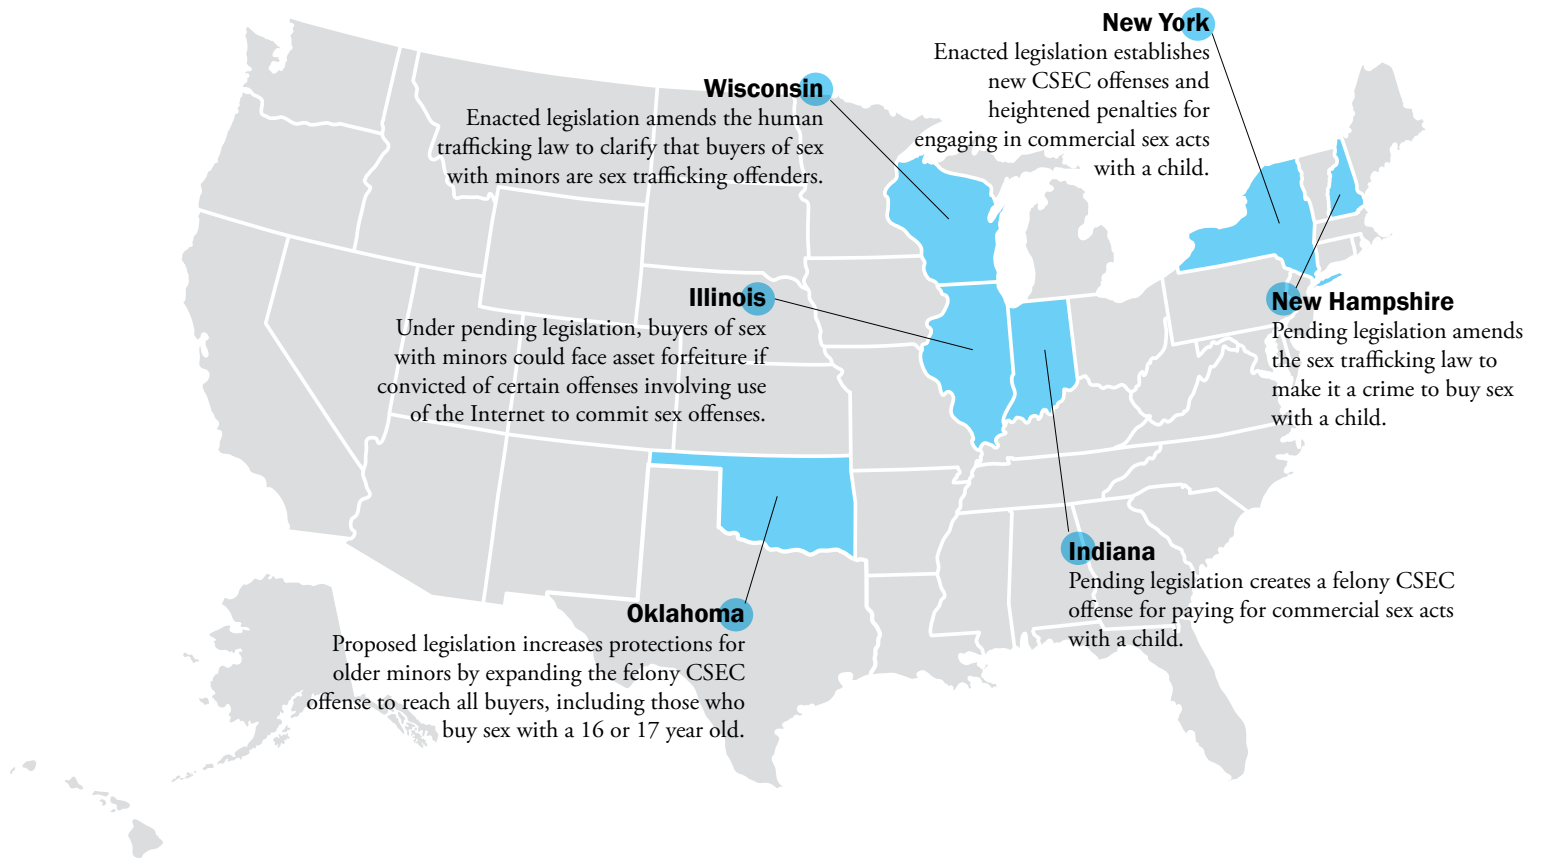 New York
Enacted legislation establishes
new CSEC offenses and
heightened penalties for
engaging in commercial sex acts
with a child.
Wisconsin
Enacted legislation amends the human
trafficking law to clarify that buyers of sex
with minors are sex trafficking offenders.
Illinois
Under pending legislation, buyers of sex
with minors could face asset forfeiture if
convicted of certain offenses involving use
of the Internet to commit sex offenses.
New Hampshire
Pending legislation amends
the sex trafficking law to
make it a crime to buy sex
with a child.
Indiana
Pending legislation creates a felony CSEC
offense for paying for commercial sex acts
with a child.
Oklahoma
Proposed legislation increases protections for
older minors by expanding the felony CSEC
offense to reach all buyers, including those who
buy sex with a 16 or 17 year old.